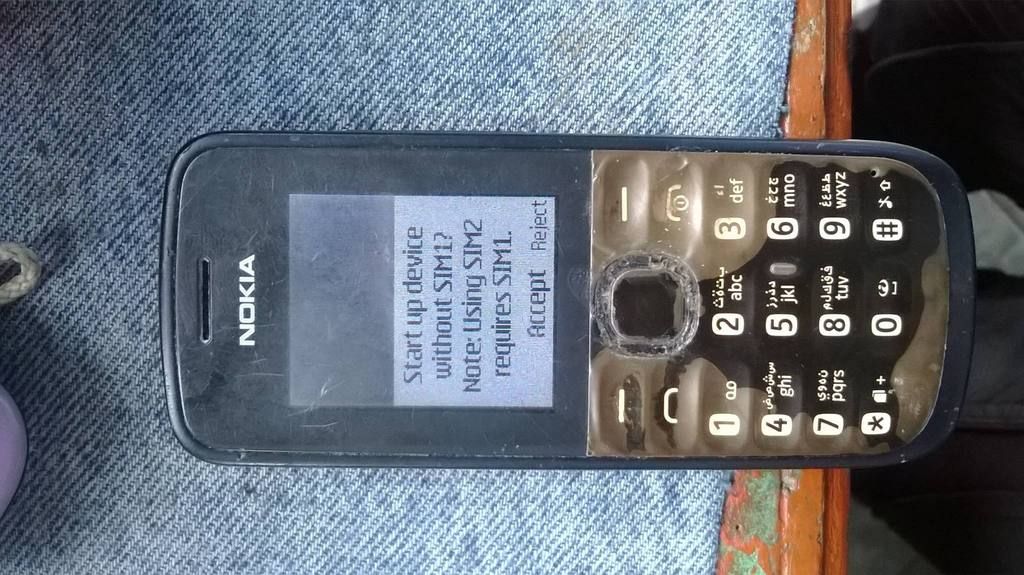 NOKIA
Start up device
without SIM1?
Note: Using SIM2
requires SIM1.
Accept Reject
1 ٥٥
2 abc ب ت ة ث
3 def ا ء
4 ghi س ش ص ض
5 jkl د ذ ر ز
6 mno ج ح خ
7 pqrs ن ه و ي
8 tuv ف ق ك ل م
9 wxyz ط ظ ع غ
* +
0
#